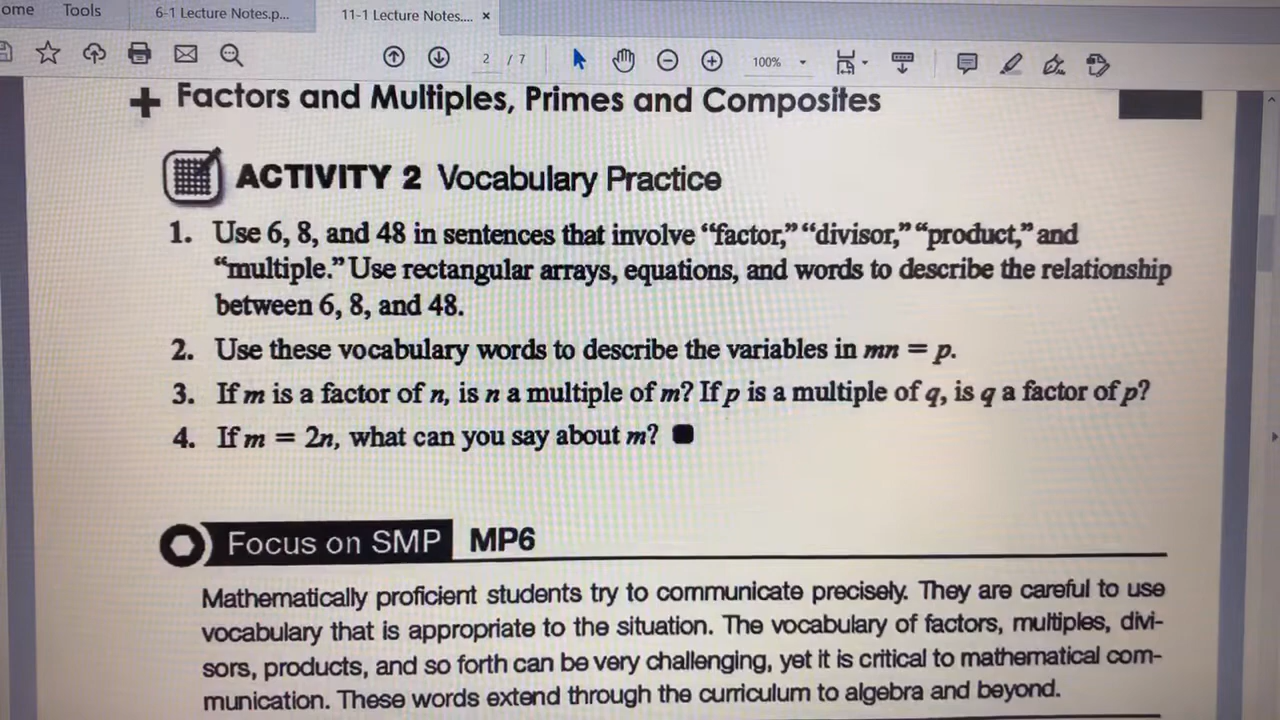 ome Tools 6-1 Lecture Notes.p... 11-1 Lecture Notes.... ×
2 / 7 100%
Factors and Multiples, Primes and Composites
ACTIVITY 2 Vocabulary Practice
1. Use 6, 8, and 48 in sentences that involve “factor,” “divisor,” “product,” and
“multiple.” Use rectangular arrays, equations, and words to describe the relationship
between 6, 8, and 48.
2. Use these vocabulary words to describe the variables in mn = p.
3. If m is a factor of n, is n a multiple of m? If p is a multiple of q, is q a factor of p?
4. If m = 2n, what can you say about m?
Focus on SMP MP6
Mathematically proficient students try to communicate precisely. They are careful to use
vocabulary that is appropriate to the situation. The vocabulary of factors, multiples, divi-
sors, products, and so forth can be very challenging, yet it is critical to mathematical com-
munication. These words extend through the curriculum to algebra and beyond.